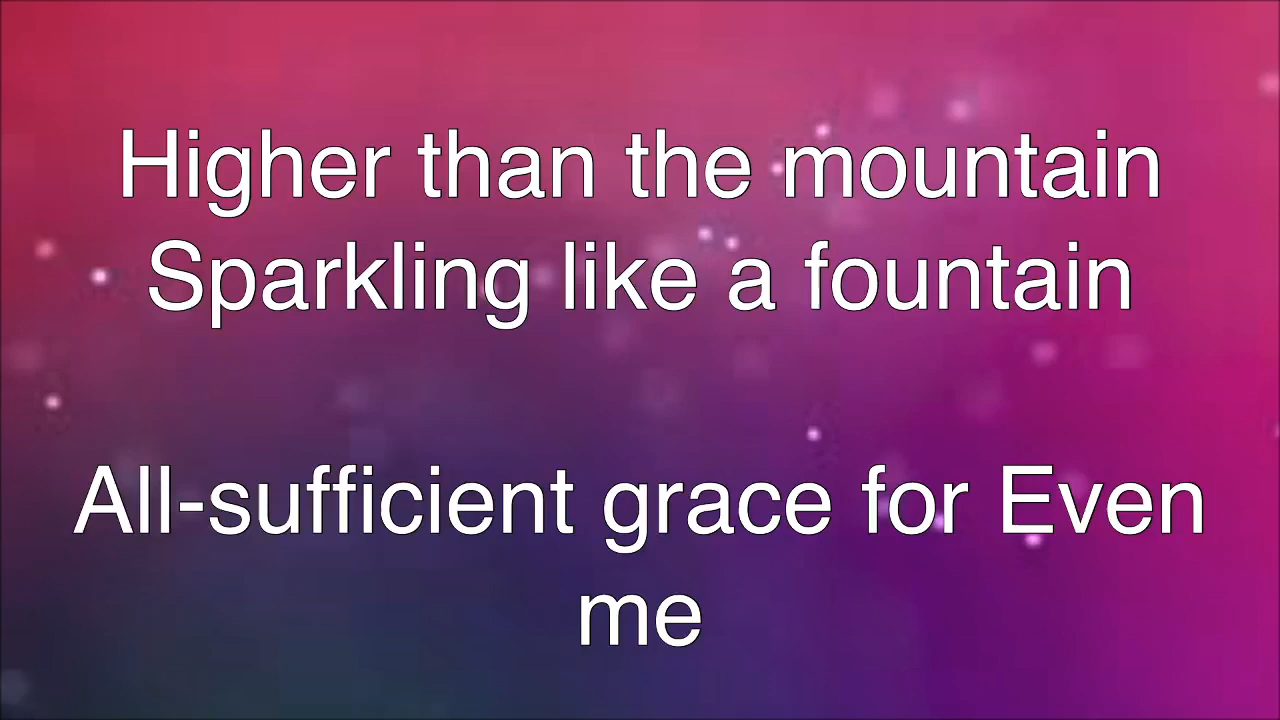 Higher than the mountain
Sparkling like a fountain
All-sufficient grace for Even
me